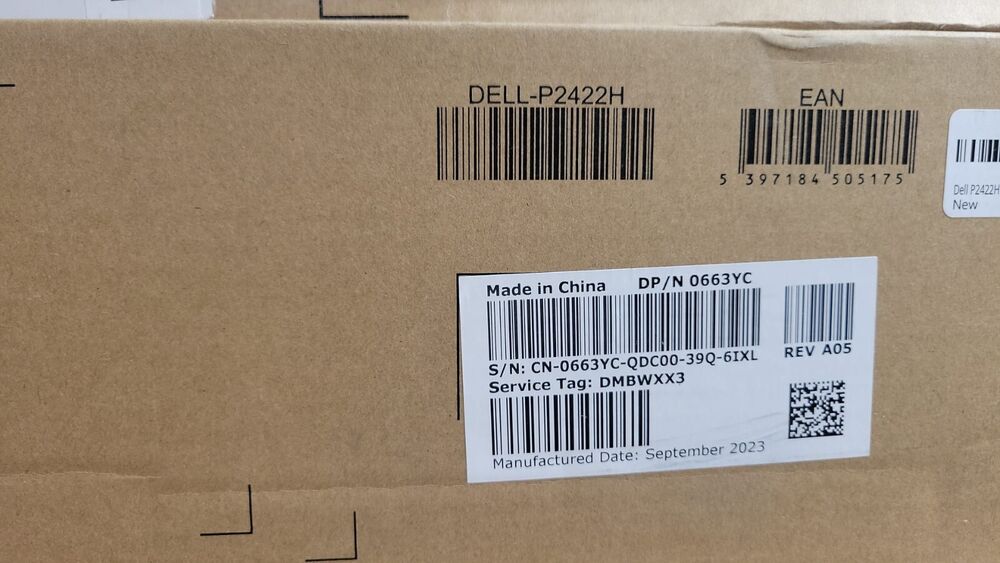 DELL-P2422H
EAN
5 397184 505175
Dell P2422H
New
Made in China DP/N 0663YC
S/N: CN-0663YC-QDC00-39Q-6IXL
REV A05
Service Tag: DMBWXX3
Manufactured Date: September 2023